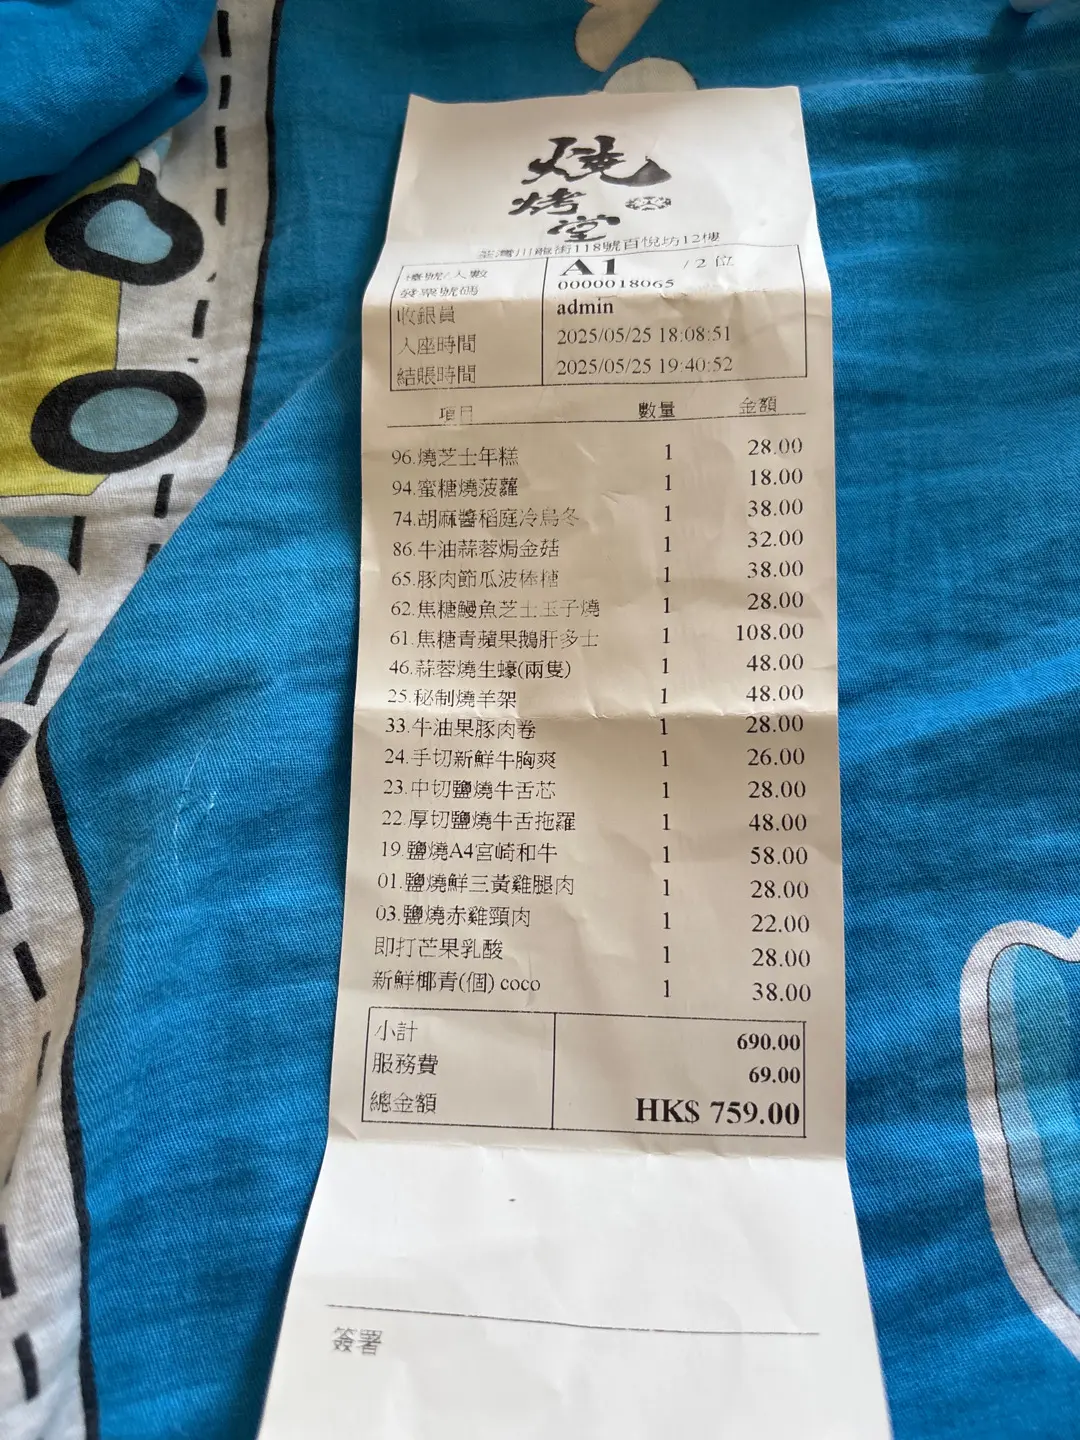 燒
烤
堂
荃灣川龍街118號百悅坊12樓
檯號/人數 A1 /2 位
發票號碼 0000018065
收銀員 admin
入座時間 2025/05/25 18:08:51
結賬時間 2025/05/25 19:40:52
項目 數量 金額
96.燒芝士年糕 1 28.00
94.蜜糖燒菠蘿 1 18.00
74.胡麻醬稻庭冷烏冬 1 38.00
86.牛油蒜蓉焗金菇 1 32.00
65.豚肉節瓜波棒糖 1 38.00
62.焦糖鰻魚芝士玉子燒 1 28.00
61.焦糖青蘋果鵝肝多士 1 108.00
46.蒜蓉燒生蠔(兩隻) 1 48.00
25.秘制燒羊架 1 48.00
33.牛油果豚肉卷 1 28.00
24.手切新鮮牛胸爽 1 26.00
23.中切鹽燒牛舌芯 1 28.00
22.厚切鹽燒牛舌拖羅 1 48.00
19.鹽燒A4宮崎和牛 1 58.00
01.鹽燒鮮三黃雞腿肉 1 28.00
03.鹽燒赤雞頸肉 1 22.00
即打芒果乳酸 1 28.00
新鮮椰青(個) coco 1 38.00
小計 690.00
服務費 69.00
總金額 HK$ 759.00
簽署